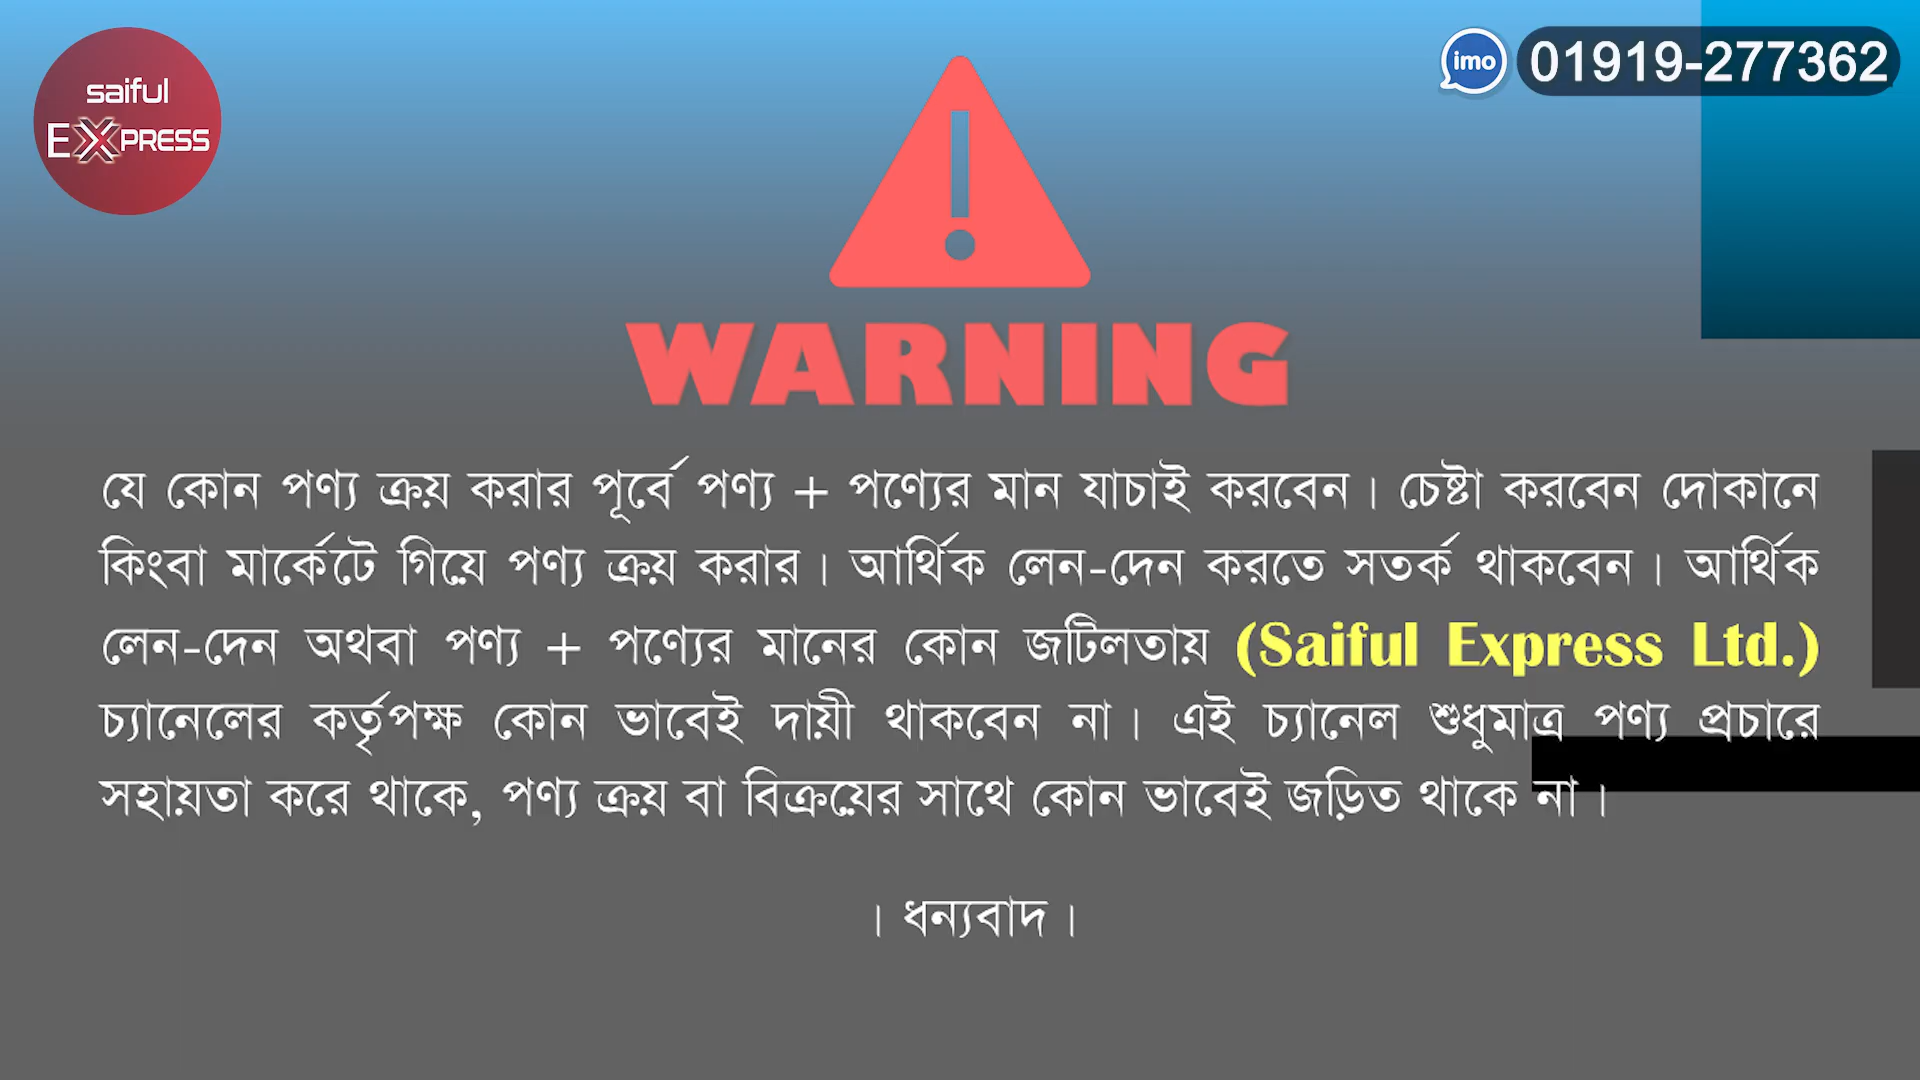 saiful
EXPRESS
imo 01919-277362
WARNING
যে কোন পণ্য ক্রয় করার পূর্বে পণ্য + পণ্যের মান যাচাই করবেন। চেষ্টা করবেন দোকানে
কিংবা মার্কেটে গিয়ে পণ্য ক্রয় করার। আর্থিক লেন-দেন করতে সতর্ক থাকবেন। আর্থিক
লেন-দেন অথবা পণ্য + পণ্যের মানের কোন জটিলতায় (Saiful Express Ltd.)
চ্যানেলের কর্তৃপক্ষ কোন ভাবেই দায়ী থাকবেন না। এই চ্যানেল শুধুমাত্র পণ্য প্রচারে
সহায়তা করে থাকে, পণ্য ক্রয় বা বিক্রয়ের সাথে কোন ভাবেই জড়িত থাকে না।
। ধন্যবাদ ।